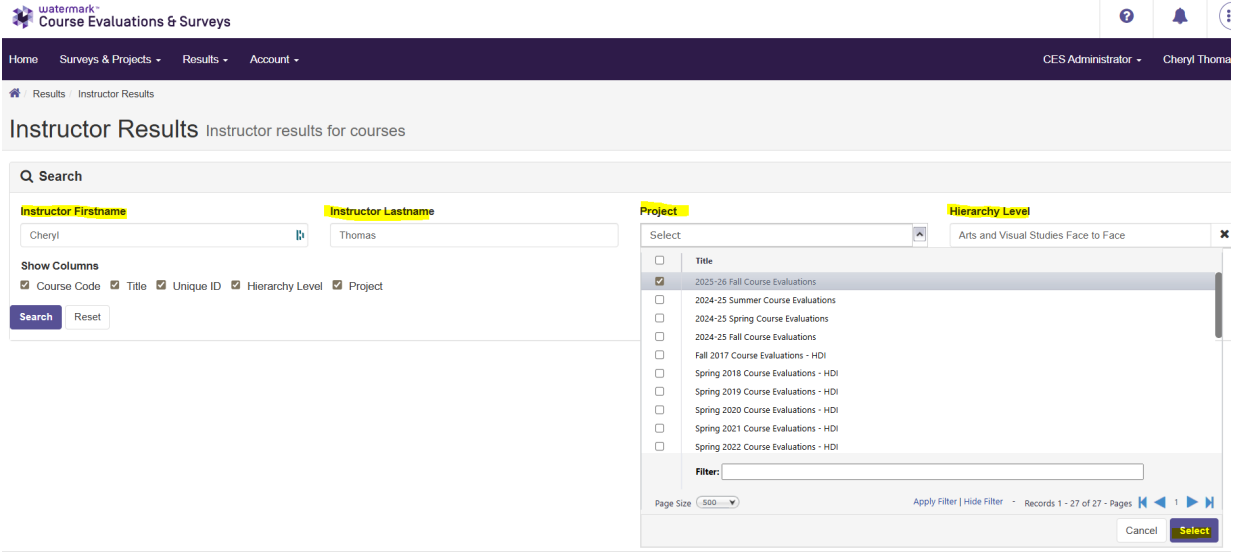 watermark™
Course Evaluations & Surveys
Home Surveys & Projects Results Account CES Administrator Cheryl Thoma
Results / Instructor Results
Instructor Results Instructor results for courses
Search
Instructor Firstname Instructor Lastname Project Hierarchy Level
Cheryl Thomas Select Arts and Visual Studies Face to Face
Show Columns
Course Code Title Unique ID Hierarchy Level Project
Search Reset
Title
2025-26 Fall Course Evaluations
2024-25 Summer Course Evaluations
2024-25 Spring Course Evaluations
2024-25 Fall Course Evaluations
Fall 2017 Course Evaluations - HDI
Spring 2018 Course Evaluations - HDI
Spring 2019 Course Evaluations - HDI
Spring 2020 Course Evaluations - HDI
Spring 2021 Course Evaluations - HDI
Spring 2022 Course Evaluations - HDI
Filter:
Page Size 500 Apply Filter | Hide Filter - Records 1 - 27 of 27 - Pages 1
Cancel Select